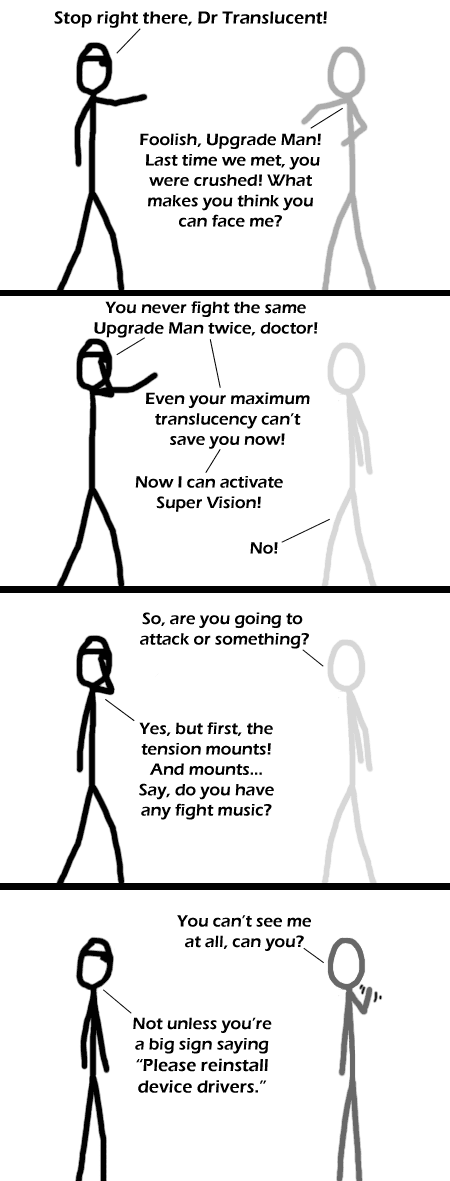 Stop right there, Dr Translucent!
Foolish, Upgrade Man!
Last time we met, you
were crushed! What
makes you think you
can face me?
You never fight the same
Upgrade Man twice, doctor!
Even your maximum
translucency can't
save you now!
Now I can activate
Super Vision!
No!
So, are you going to
attack or something?
Yes, but first, the
tension mounts!
And mounts...
Say, do you have
any fight music?
You can't see me
at all, can you?
Not unless you're
a big sign saying
"Please reinstall
device drivers."